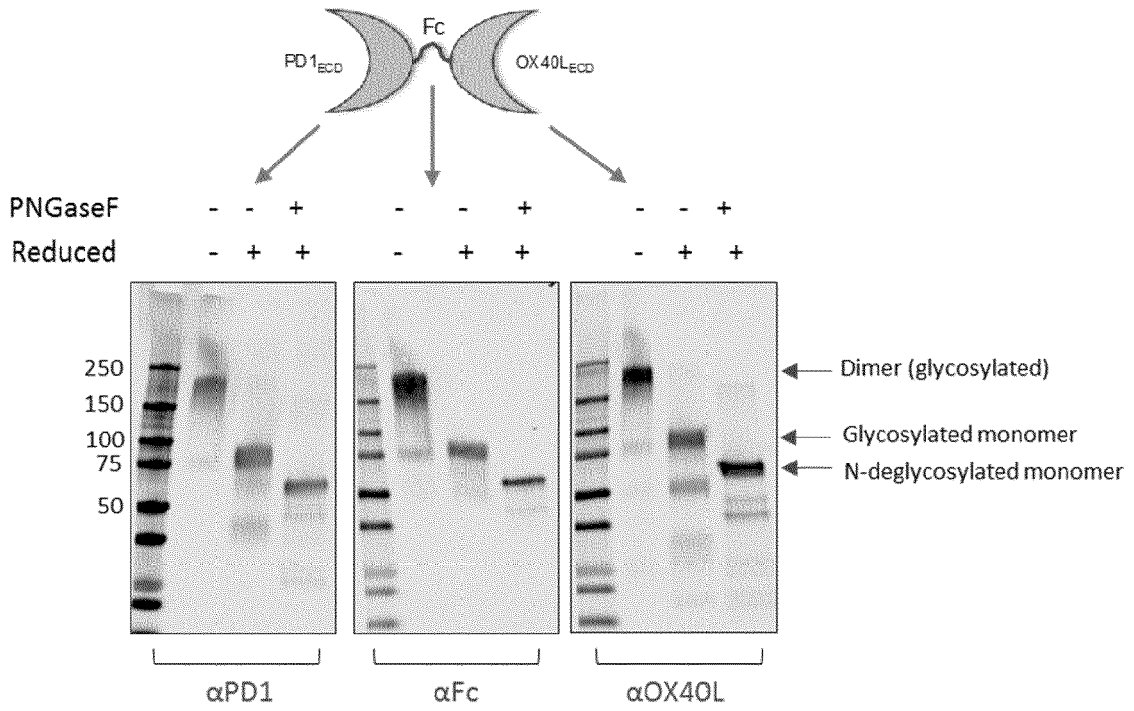 Fc
PD1ECD
OX40LECD
PNGaseF - - + - - + - - +
Reduced - + + - + + - + +
250
150
100
75
50
Dimer (glycosylated)
Glycosylated monomer
N-deglycosylated monomer
αPD1
αFc
αOX40L